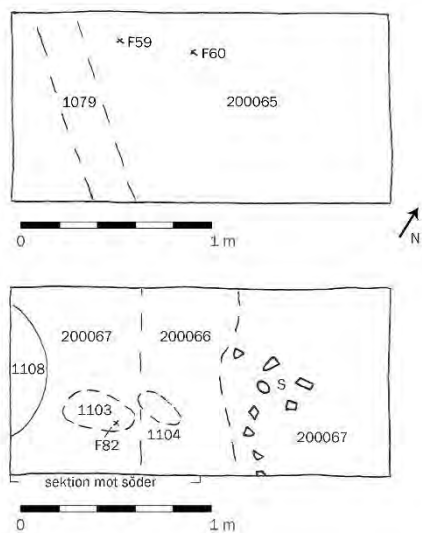 F59
F60
1079
200065
0
1 m
N
200067
200066
1108
1103
S
F82
1104
200067
sektion mot söder
0
1 m